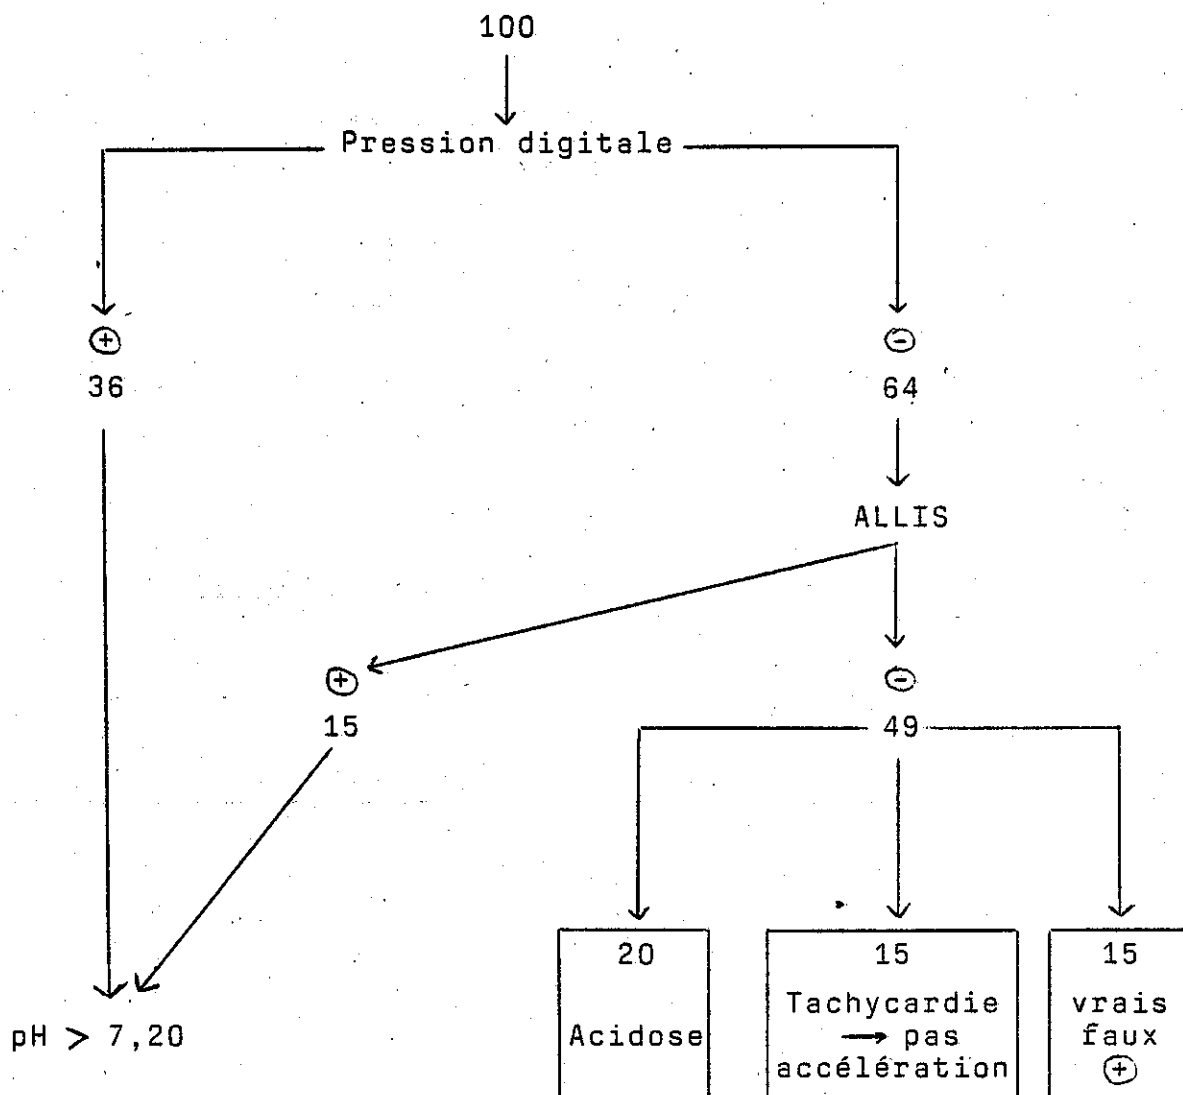 100
Pression digitale
⊕
⊖
36
64
ALLIS
⊕
⊖
15
49
20
15
15
Acidose
Tachycardie
→ pas
accélération
vrais
faux
⊕
pH > 7,20